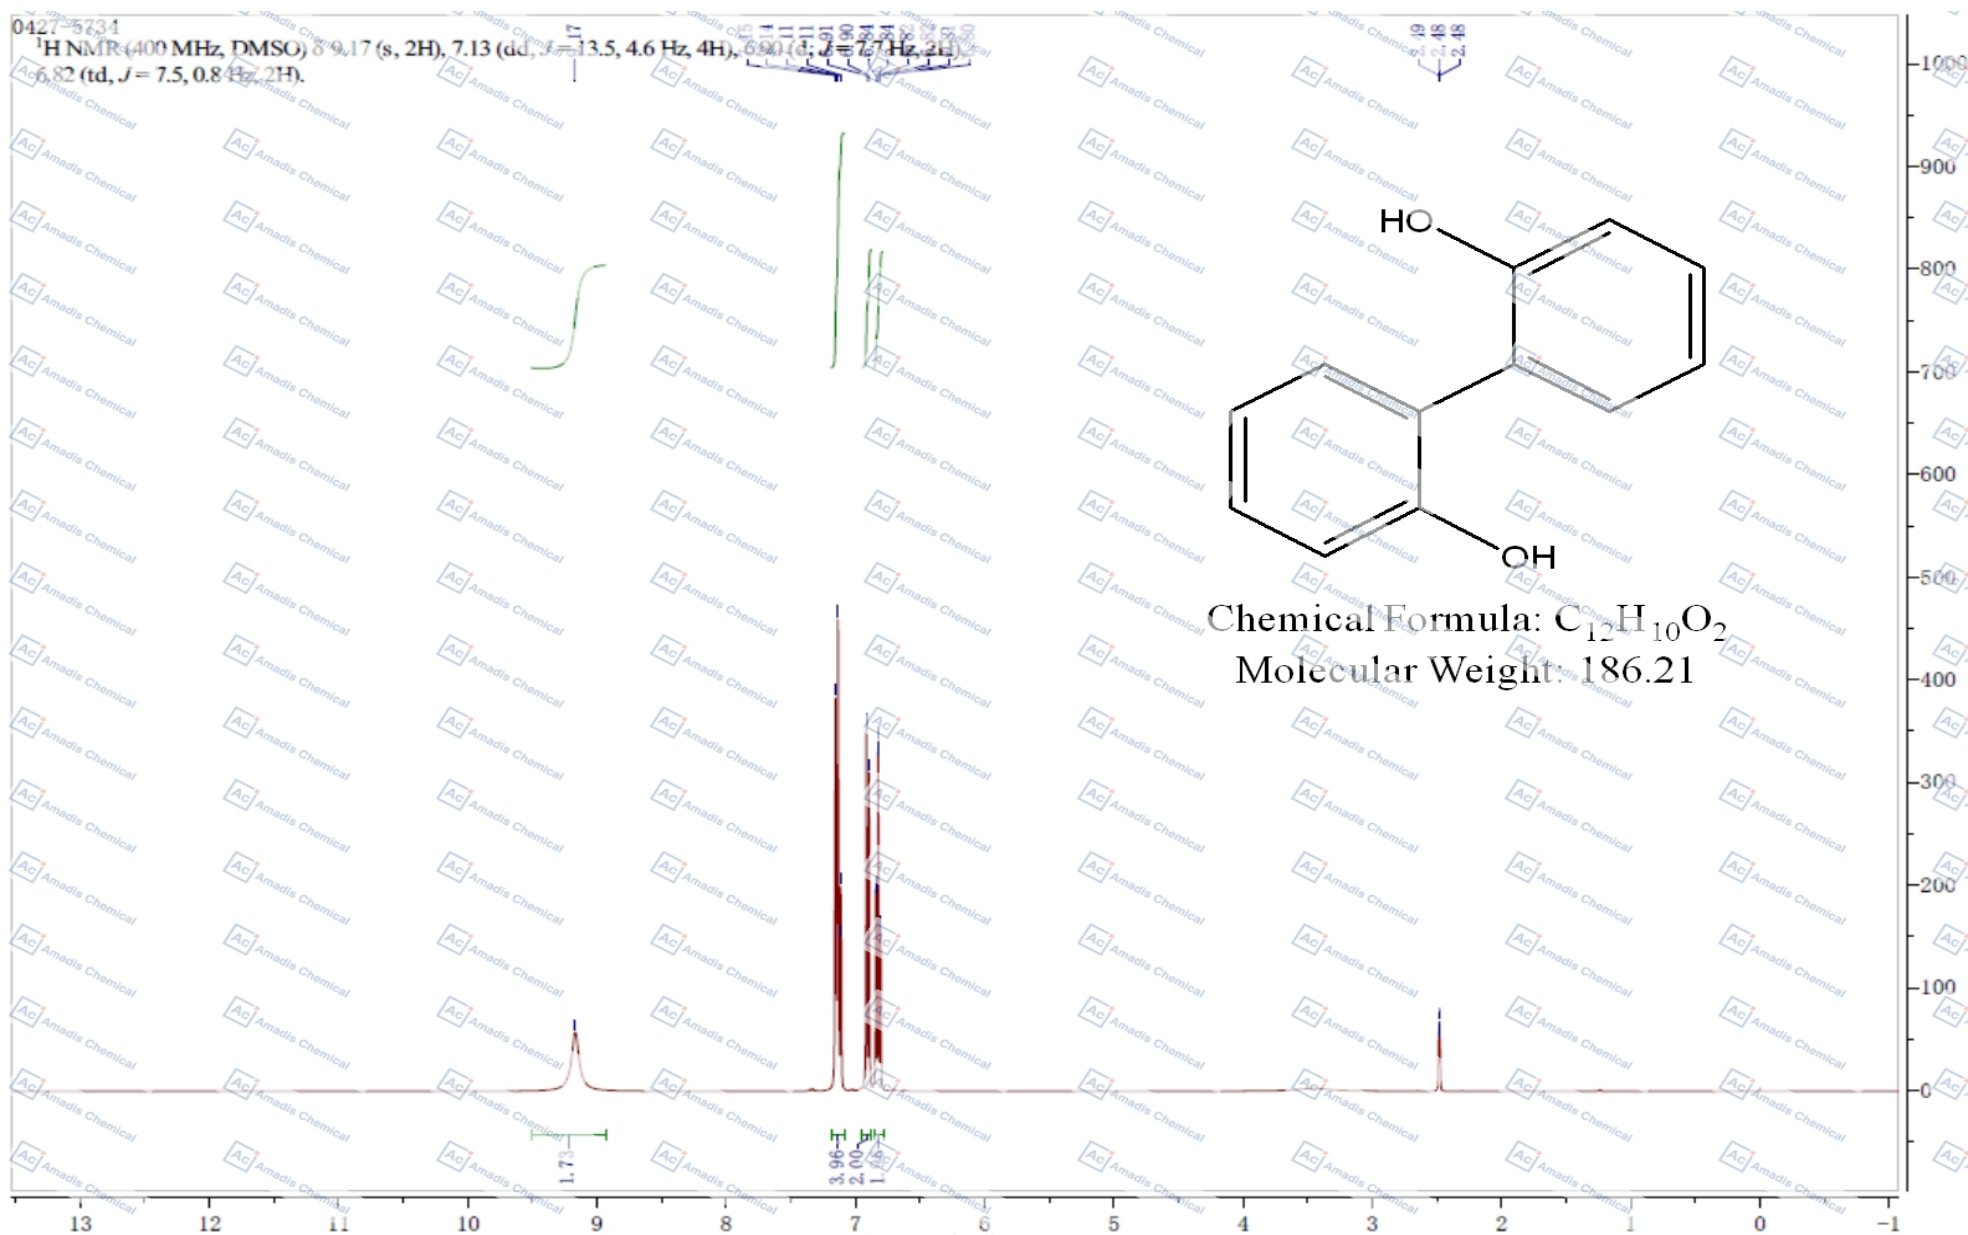 0427-5734
¹H NMR (400 MHz, DMSO) δ 9.17 (s, 2H), 7.13 (dd, J = 13.5, 4.6 Hz, 4H), 6.90 (d, J = 7.7 Hz, 2H),
6.82 (td, J = 7.5, 0.8 Hz, 2H).
2.48
2.48
1000
900
800
700
600
500
400
300
200
100
0
HO
OH
Chemical Formula: C₁₂H₁₀O₂
Molecular Weight: 186.21
1.73
3.96
2.00
13 12 11 10 9 8 7 6 5 4 3 2 1 0 -1
Ac Amadis Chemical